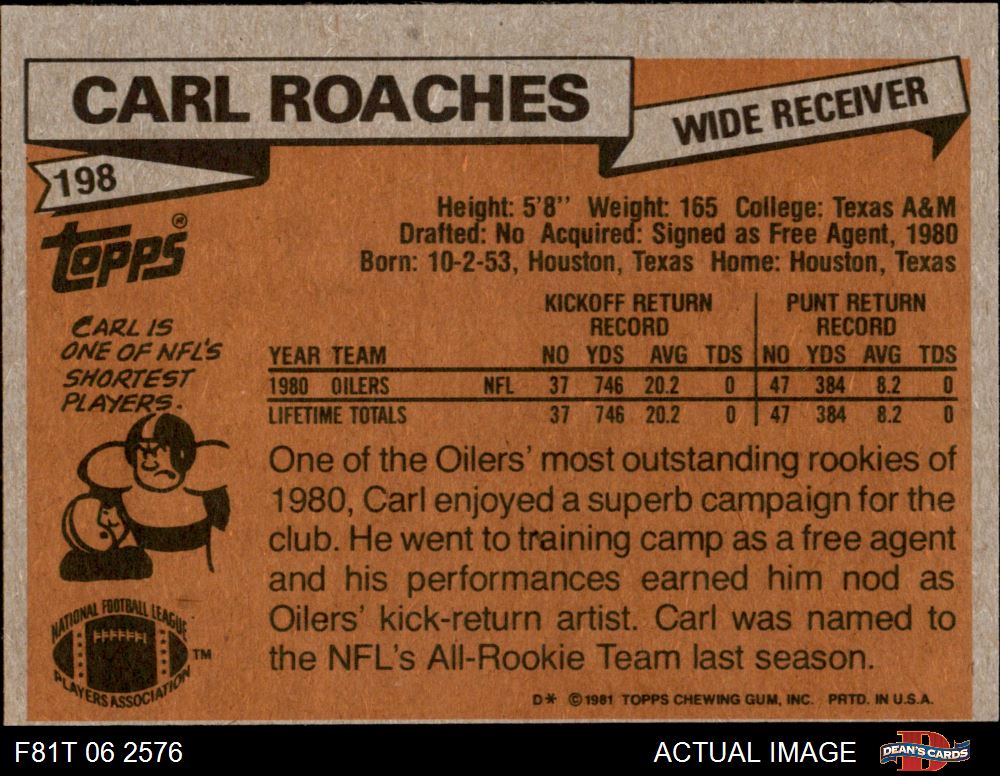 CARL ROACHES
WIDE RECEIVER
198
topps®
Height: 5'8'' Weight: 165 College: Texas A&M
Drafted: No Acquired: Signed as Free Agent, 1980
Born: 10-2-53, Houston, Texas Home: Houston, Texas
CARL IS
ONE OF NFL'S
SHORTEST
PLAYERS.
KICKOFF RETURN PUNT RETURN
RECORD RECORD
YEAR TEAM NO YDS AVG TDS NO YDS AVG TDS
1980 OILERS NFL 37 746 20.2 0 47 384 8.2 0
LIFETIME TOTALS 37 746 20.2 0 47 384 8.2 0
One of the Oilers' most outstanding rookies of
1980, Carl enjoyed a superb campaign for the
club. He went to training camp as a free agent
and his performances earned him nod as
Oilers' kick-return artist. Carl was named to
the NFL's All-Rookie Team last season.
NATIONAL FOOTBALL LEAGUE
PLAYERS ASSOCIATION
TM
D* ©1981 TOPPS CHEWING GUM, INC. PRTD. IN U.S.A.
F81T 06 2576
ACTUAL IMAGE
D
DEAN'S CARDS